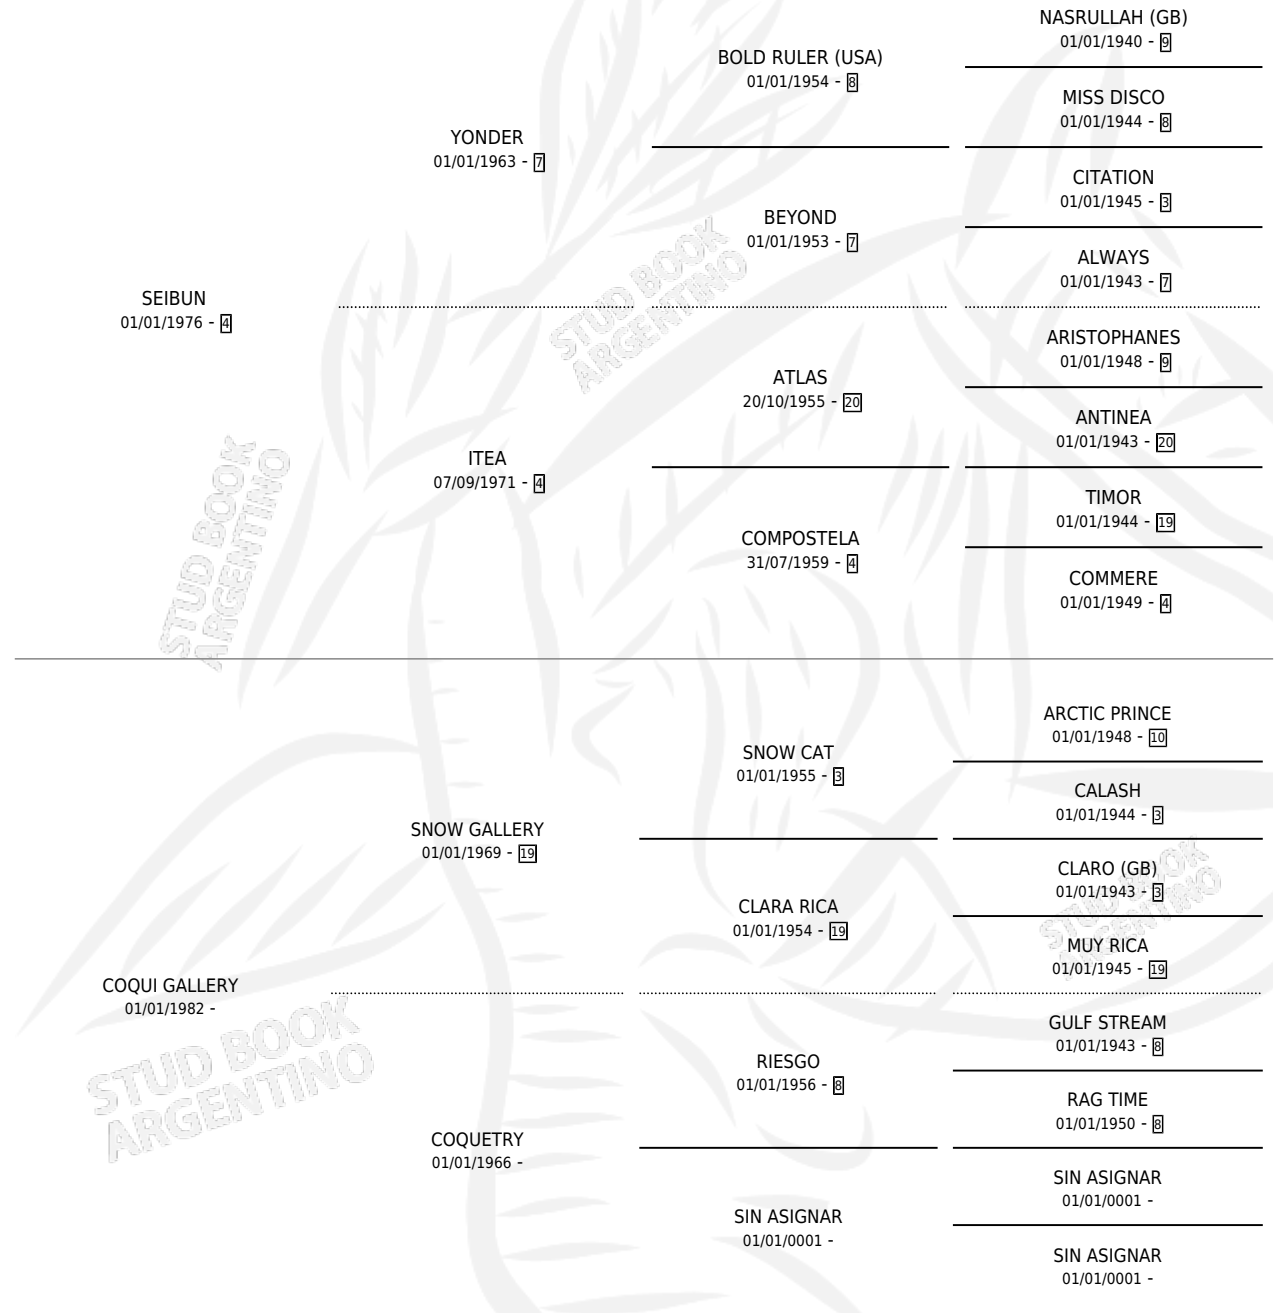 NASRULLAH (GB)
01/01/1940 - 9
BOLD RULER (USA)
01/01/1954 - 8
MISS DISCO
01/01/1944 - 8
YONDER
01/01/1963 - 7
CITATION
01/01/1945 - 3
BEYOND
01/01/1953 - 7
ALWAYS
01/01/1943 - 7
SEIBUN
01/01/1976 - 4
ARISTOPHANES
01/01/1948 - 9
ATLAS
20/10/1955 - 20
ANTINEA
01/01/1943 - 20
ITEA
07/09/1971 - 4
TIMOR
01/01/1944 - 19
COMPOSTELA
31/07/1959 - 4
COMMERE
01/01/1949 - 4
ARCTIC PRINCE
01/01/1948 - 10
SNOW CAT
01/01/1955 - 3
CALASH
01/01/1944 - 3
SNOW GALLERY
01/01/1969 - 19
CLARO (GB)
01/01/1943 - 3
CLARA RICA
01/01/1954 - 19
MUY RICA
01/01/1945 - 19
COQUI GALLERY
01/01/1982 -
GULF STREAM
01/01/1943 - 8
RIESGO
01/01/1956 - 8
RAG TIME
01/01/1950 - 8
COQUETRY
01/01/1966 -
SIN ASIGNAR
01/01/0001 -
SIN ASIGNAR
01/01/0001 -
SIN ASIGNAR
01/01/0001 -
STUD BOOK
ARGENTINO
STUD BOOK
ARGENTINO
STUD BOOK
ARGENTINO
STUD BOOK
ARGENTINO